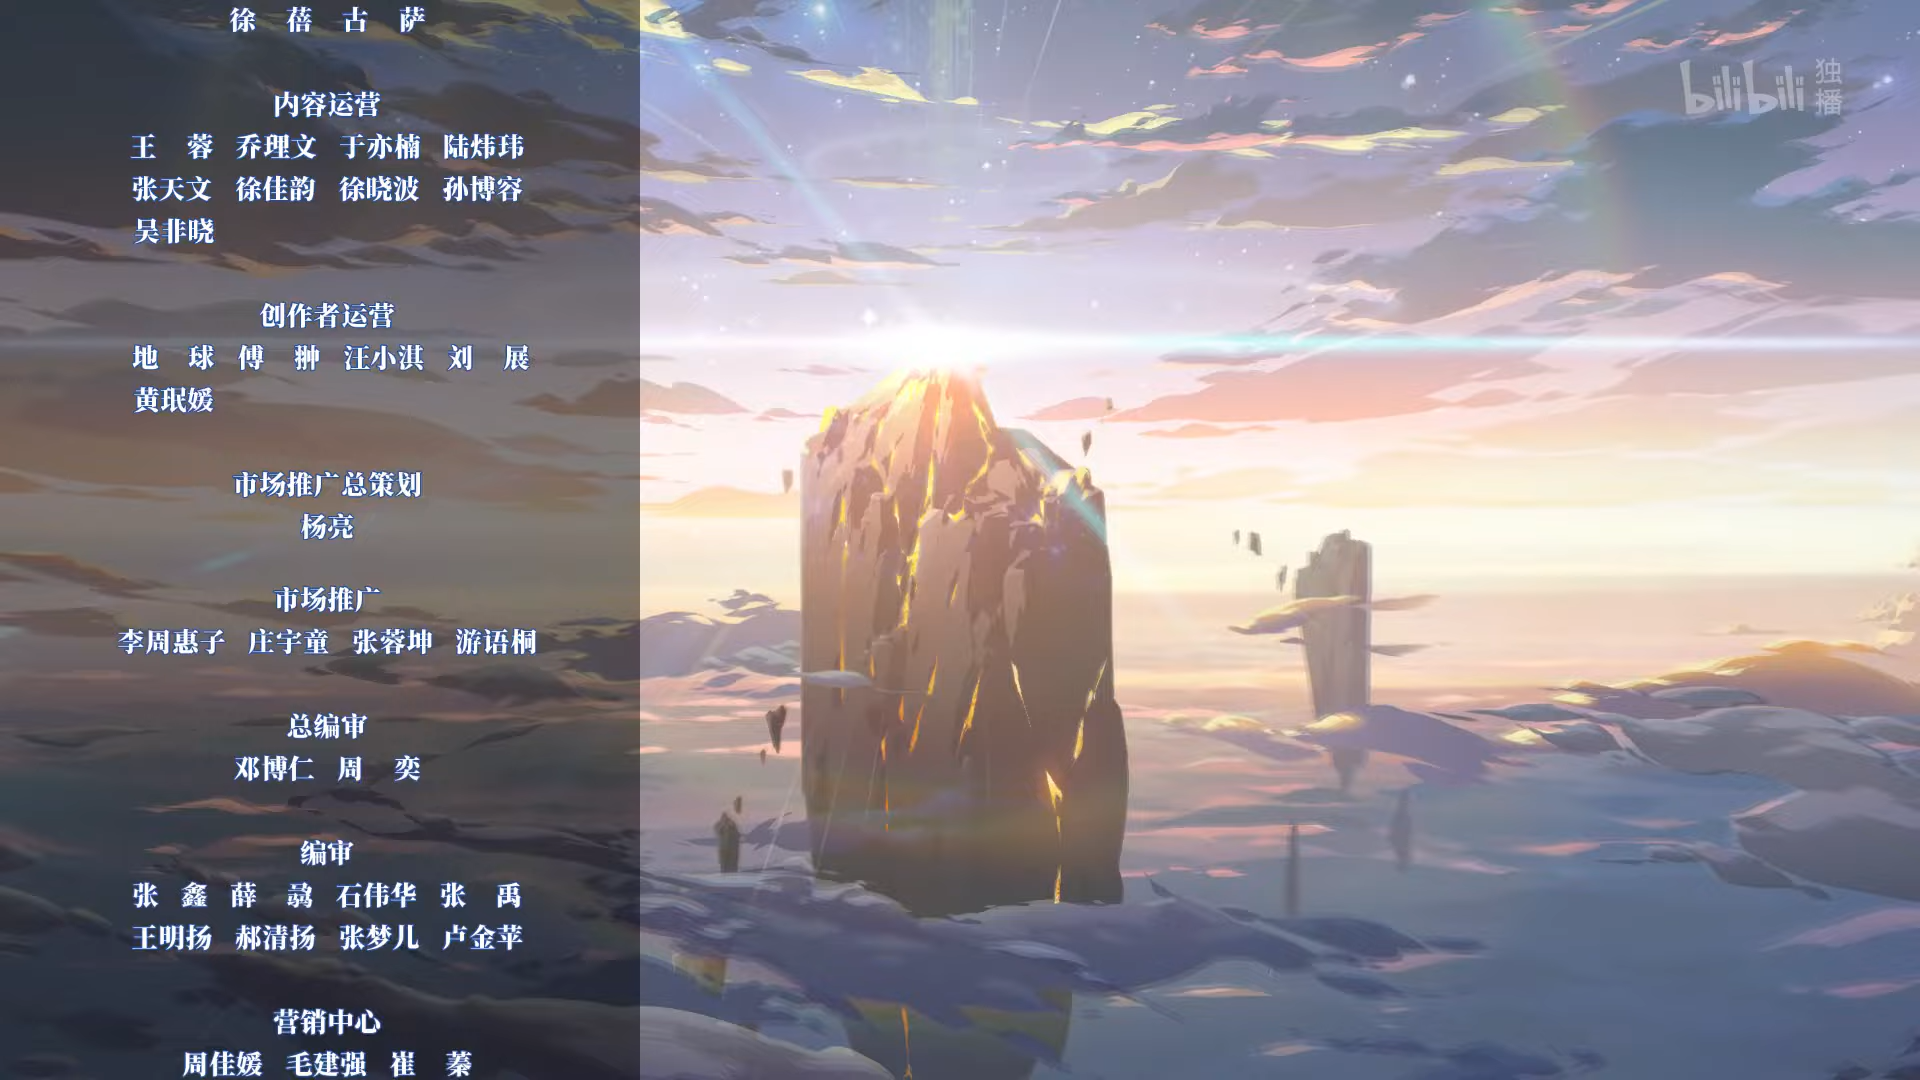 徐 蓓 古 萨
bilibili 独播
内容运营
王 蓉 乔理文 于亦楠 陆炜玮
张天文 徐佳韵 徐晓波 孙博容
吴非晓
创作者运营
地 球 傅 翀 汪小淇 刘 展
黄珉媛
市场推广总策划
杨亮
市场推广
李周惠子 庄宇童 张蓉坤 游语桐
总编审
邓博仁 周 奕
编审
张 鑫 薛 骉 石伟华 张 禹
王明扬 郝清扬 张梦儿 卢金苹
营销中心
周佳媛 毛建强 崔 蓁